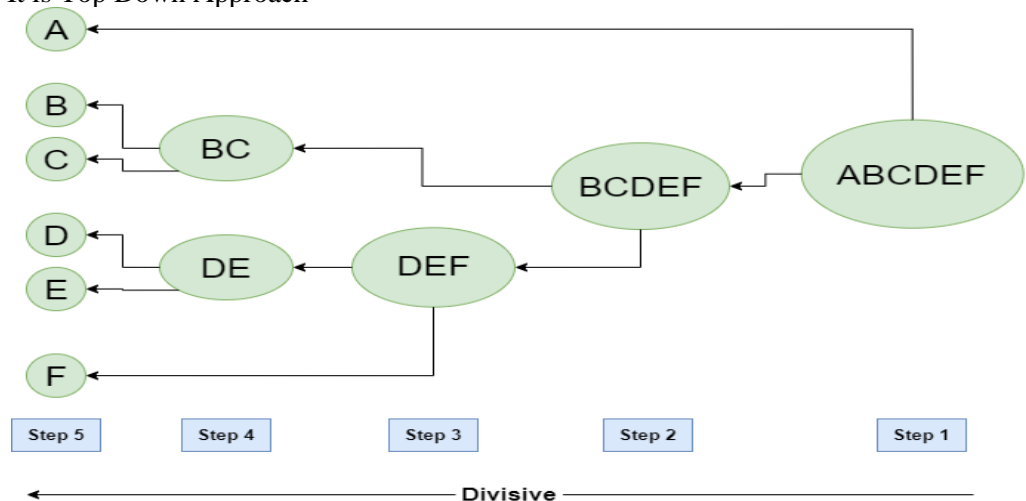 It is Top Down Approach
A
B
BC
C
BCDEF
ABCDEF
D
DE
DEF
E
F
Step 5 Step 4 Step 3 Step 2 Step 1
Divisive